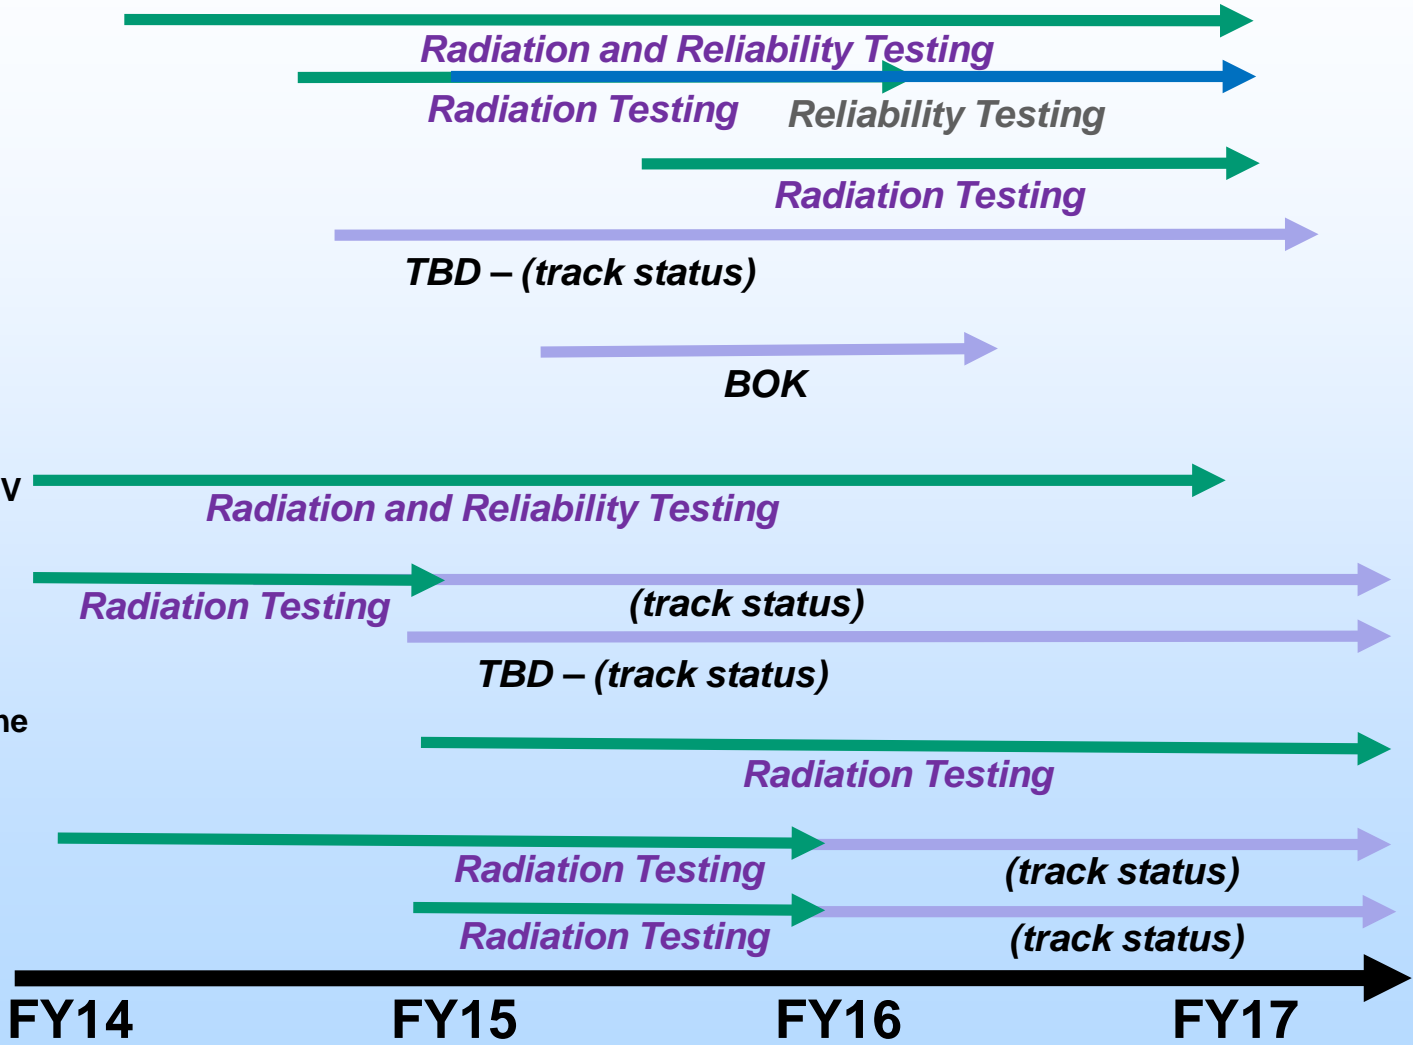 Radiation and Reliability Testing
Radiation Testing
Reliability Testing
Radiation Testing
TBD – (track status)
BOK
V
Radiation and Reliability Testing
Radiation Testing
(track status)
TBD – (track status)
ne
Radiation Testing
Radiation Testing
(track status)
Radiation Testing
(track status)
FY14
FY15
FY16
FY17